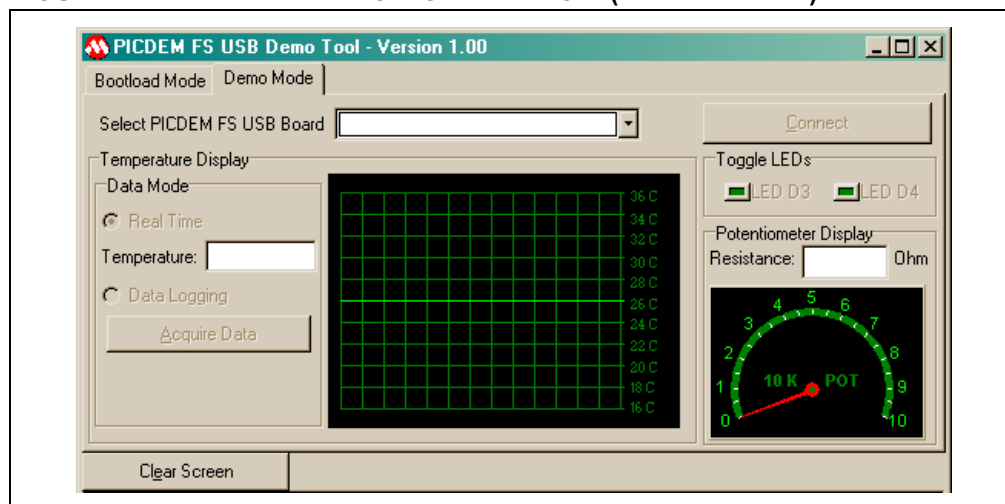 PICDEM FS USB Demo Tool - Version 1.00
Bootload Mode Demo Mode
Select PICDEM FS USB Board
Connect
Temperature Display
Data Mode
Real Time
Temperature:
Data Logging
Acquire Data
36 C
34 C
32 C
30 C
28 C
26 C
24 C
22 C
20 C
18 C
16 C
Toggle LEDs
LED D3 LED D4
Potentiometer Display
Resistance: Ohm
0
1
2
3
4
5
6
7
8
9
10
10 K POT
Clear Screen